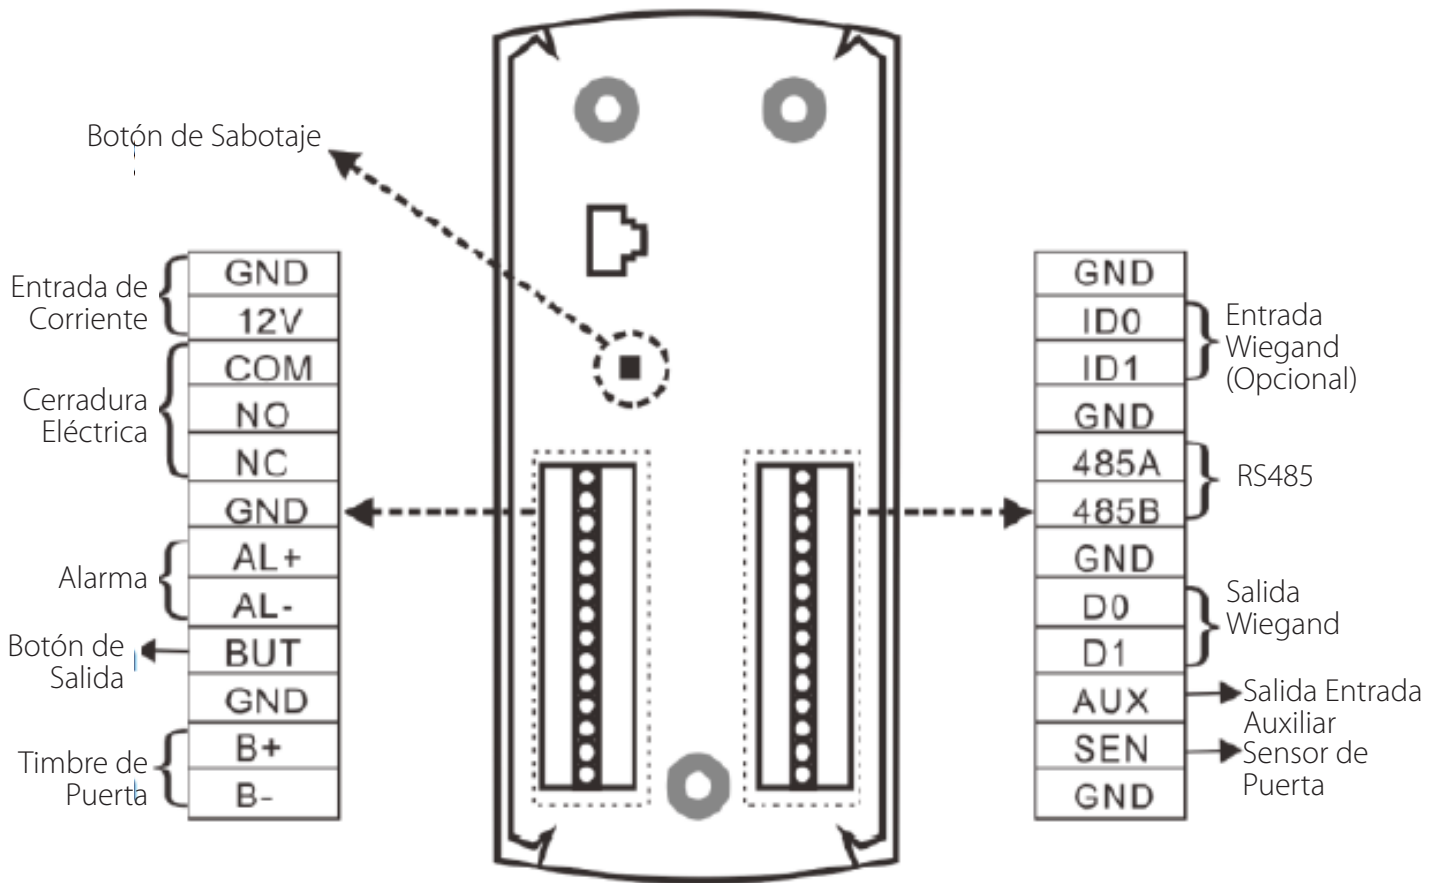 Botón de Sabotaje
Entrada de
Corriente
GND
12V
Cerradura
Eléctrica
COM
NO
NC
GND
Alarma
AL+
AL-
Botón de
Salida
BUT
GND
Timbre de
Puerta
B+
B-
GND
ID0
ID1
Entrada
Wiegand
(Opcional)
GND
485A
485B
RS485
GND
D0
D1
Salida
Wiegand
AUX
Salida Entrada
Auxiliar
SEN
Sensor de
Puerta
GND